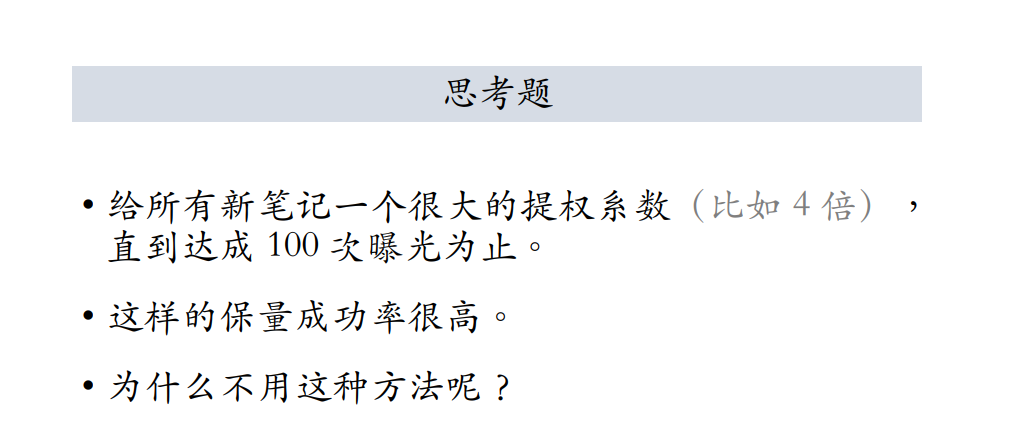 思考题
• 给所有新笔记一个很大的提权系数（比如 4 倍），
直到达成 100 次曝光为止。
• 这样的保量成功率很高。
• 为什么不用这种方法呢？